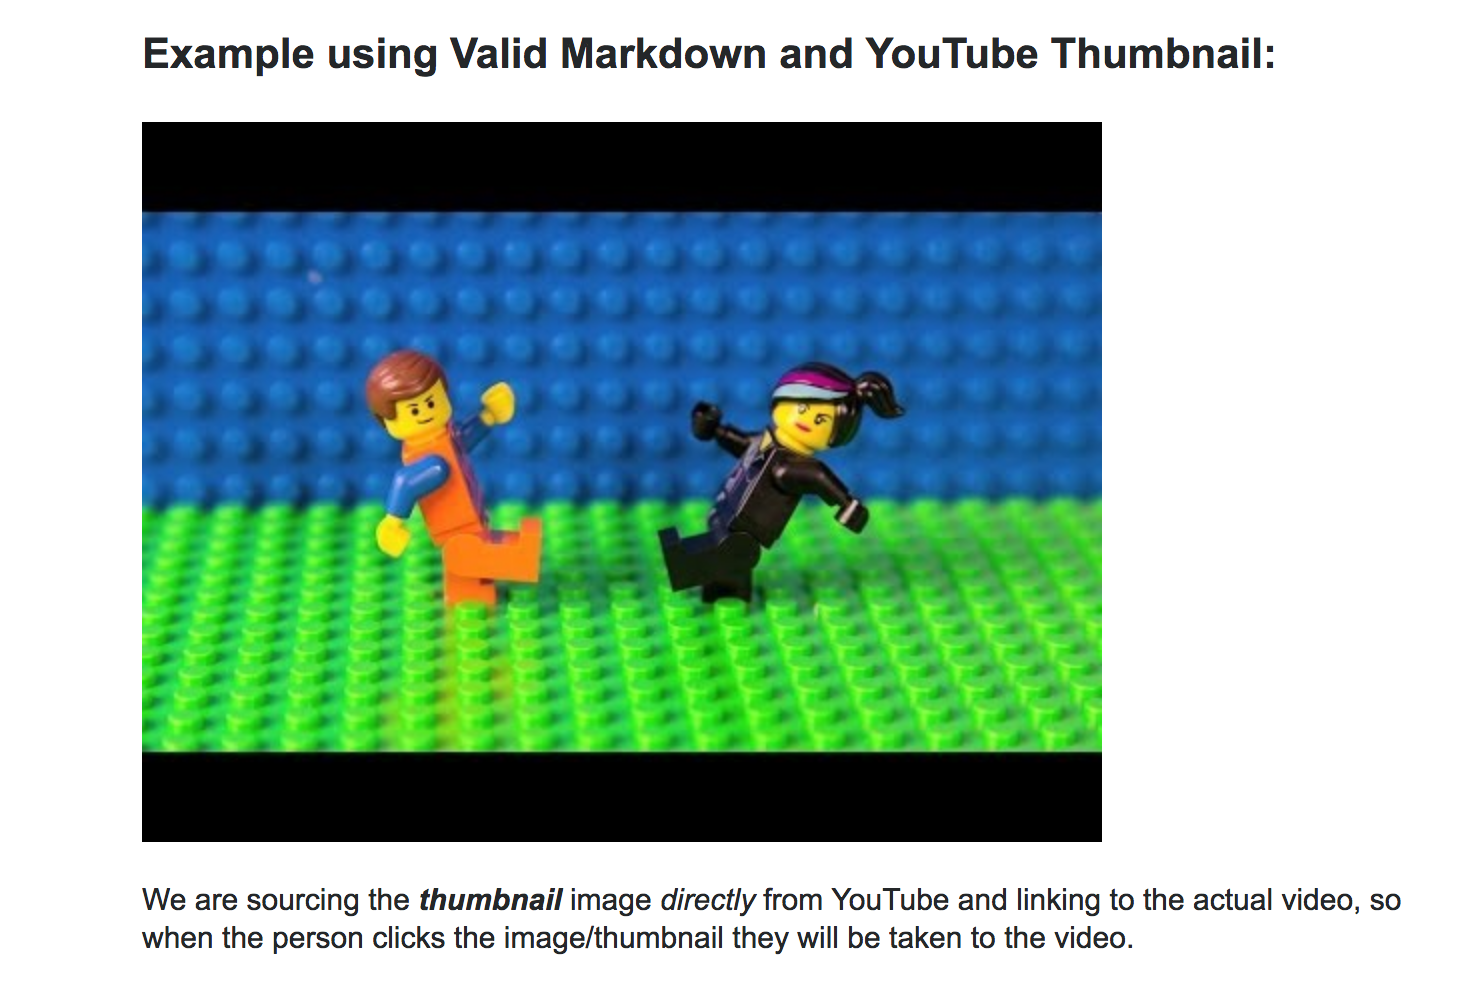 Example using Valid Markdown and YouTube Thumbnail:
We are sourcing the thumbnail image directly from YouTube and linking to the actual video, so
when the person clicks the image/thumbnail they will be taken to the video.